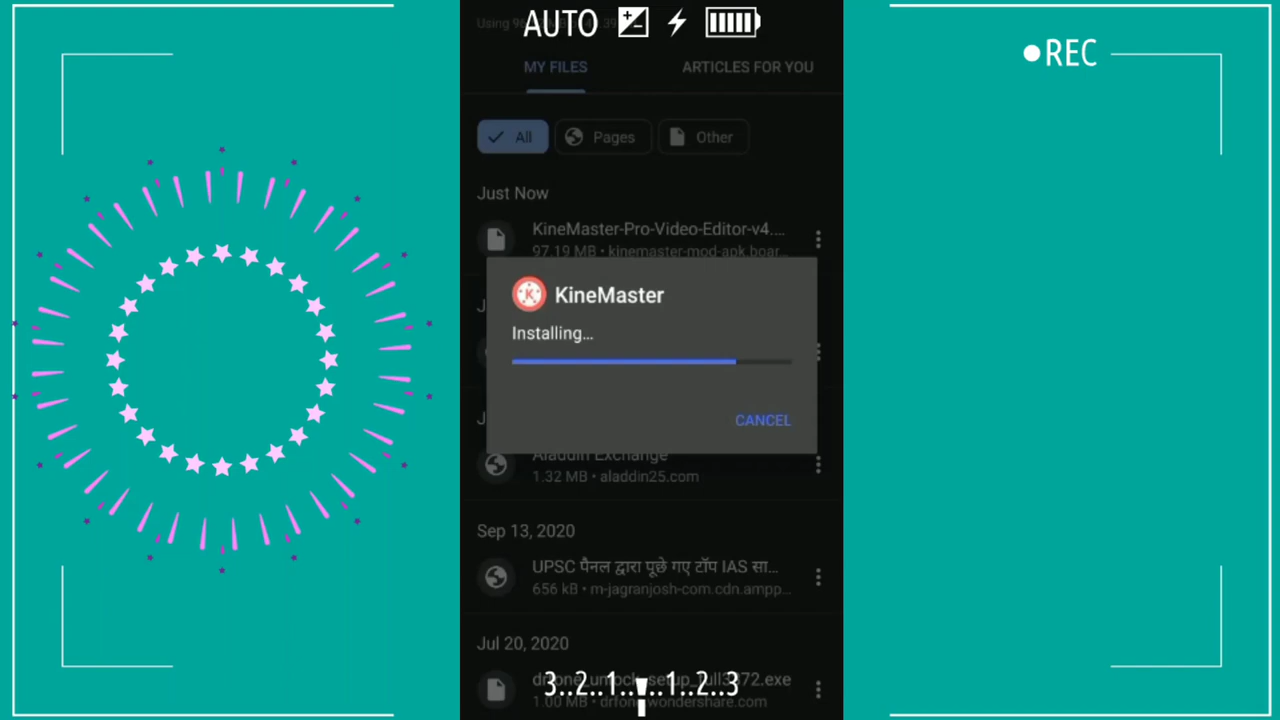 AUTO
REC
MY FILES
ARTICLES FOR YOU
All
Pages
Other
Just Now
KineMaster-Pro-Video-Editor-v4....
97.19 MB • kinemaster-mod-apk.boar...
KineMaster
Installing...
CANCEL
Aladdin Exchange
1.32 MB • aladdin25.com
Sep 13, 2020
UPSC पैनल द्वारा पूछे गए टॉप IAS सा...
656 kB • m-jagranjosh-com.cdn.ampp...
Jul 20, 2020
3..2..1......1..2..3
1.00 MB • drfone.wondershare.com